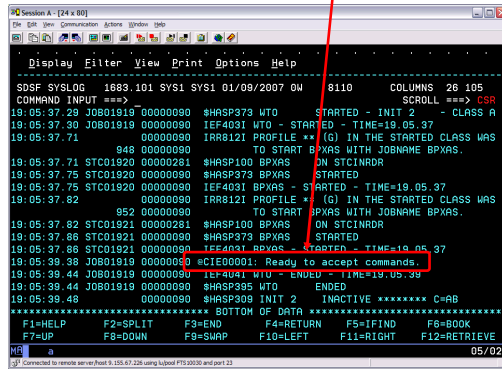 Session A - [24 x 80]
File Edit View Communication Actions Window Help
Display Filter View Print Options Help
SDSF SYSLOG 1683.101 SYS1 SYS1 01/09/2007 0W 8110 COLUMNS 26 105
COMMAND INPUT ===> _ SCROLL ===> CSR
19:05:37.29 JOB01919 00000090 $HASP373 WTO STARTED - INIT 2 - CLASS A
19:05:37.30 JOB01919 00000090 IEF403I WTO - STARTED - TIME=19.05.37
19:05:37.71 00000090 IRR812I PROFILE ** (G) IN THE STARTED CLASS WAS
948 00000090 TO START BPXAS WITH JOBNAME BPXAS.
19:05:37.71 STC01920 00000281 $HASP100 BPXAS ON STCINRDR
19:05:37.75 STC01920 00000090 $HASP373 BPXAS STARTED
19:05:37.75 STC01920 00000090 IEF403I BPXAS - STARTED - TIME=19.05.37
19:05:37.82 00000090 IRR812I PROFILE ** (G) IN THE STARTED CLASS WAS
952 00000090 TO START BPXAS WITH JOBNAME BPXAS.
19:05:37.82 STC01921 00000281 $HASP100 BPXAS ON STCINRDR
19:05:37.86 STC01921 00000090 $HASP373 BPXAS STARTED
19:05:37.86 STC01921 00000090 IEF403I BPXAS - STARTED - TIME=19.05.37
19:05:39.38 JOB01919 00000090 @CIE0001: Ready to accept commands.
19:05:39.44 JOB01919 00000090 IEF404I WTO - ENDED - TIME=19.05.39
19:05:39.44 JOB01919 00000090 $HASP395 WTO ENDED
19:05:39.48 00000090 $HASP309 INIT 2 INACTIVE ******** C=AB
******************************** BOTTOM OF DATA ********************************
F1=HELP F2=SPLIT F3=END F4=RETURN F5=IFIND F6=BOOK
F7=UP F8=DOWN F9=SWAP F10=LEFT F11=RIGHT F12=RETRIEVE
MA a 05/02
Connected to remote server/host 9.155.67.226 using lu/pool FTS10030 and port 23